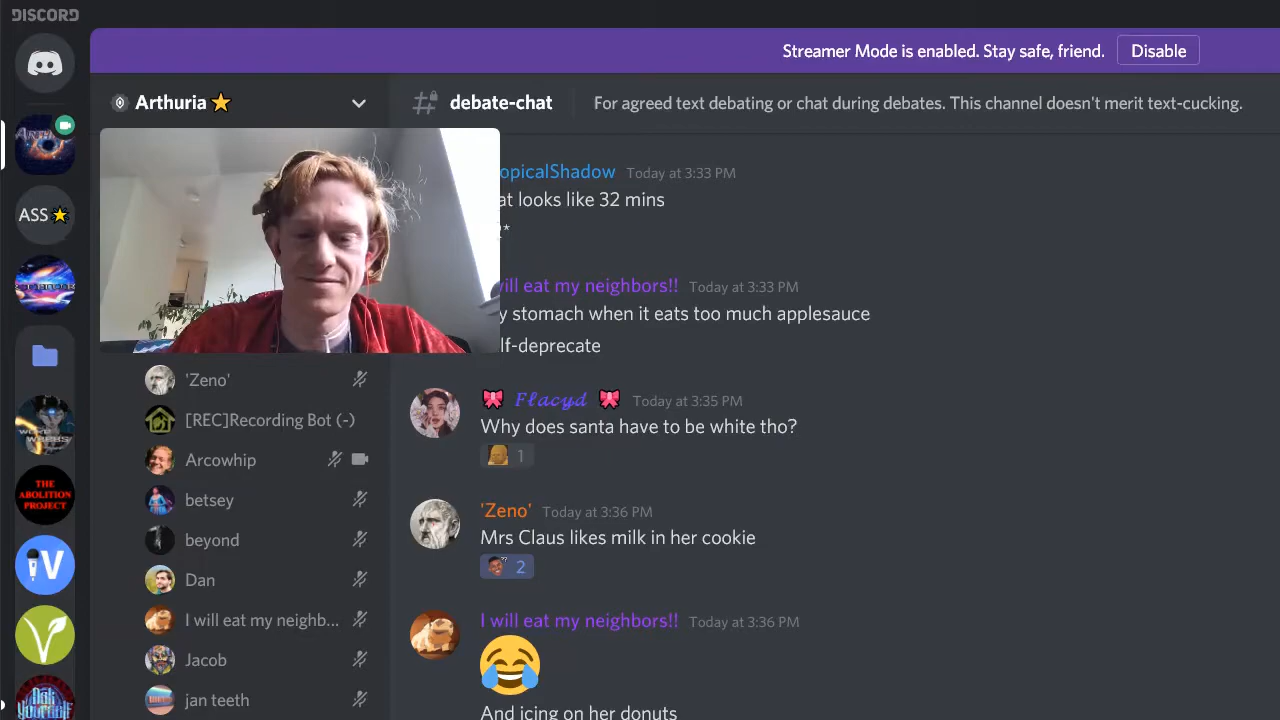 DISCORD
Streamer Mode is enabled. Stay safe, friend.
Disable
Arthuria
debate-chat
For agreed text debating or chat during debates. This channel doesn't merit text-cucking.
ASS
THE
ABOLITION
PROJECT
V
opicalShadow Today at 3:33 PM
at looks like 32 mins
*
will eat my neighbors!! Today at 3:33 PM
y stomach when it eats too much applesauce
lf-deprecate
Flacyd Today at 3:35 PM
Why does santa have to be white tho?
1
'Zeno' Today at 3:36 PM
Mrs Claus likes milk in her cookie
2
I will eat my neighbors!! Today at 3:36 PM
And icing on her donuts
'Zeno'
[REC]Recording Bot (-)
Arcowhip
betsey
beyond
Dan
I will eat my neighb...
Jacob
jan teeth